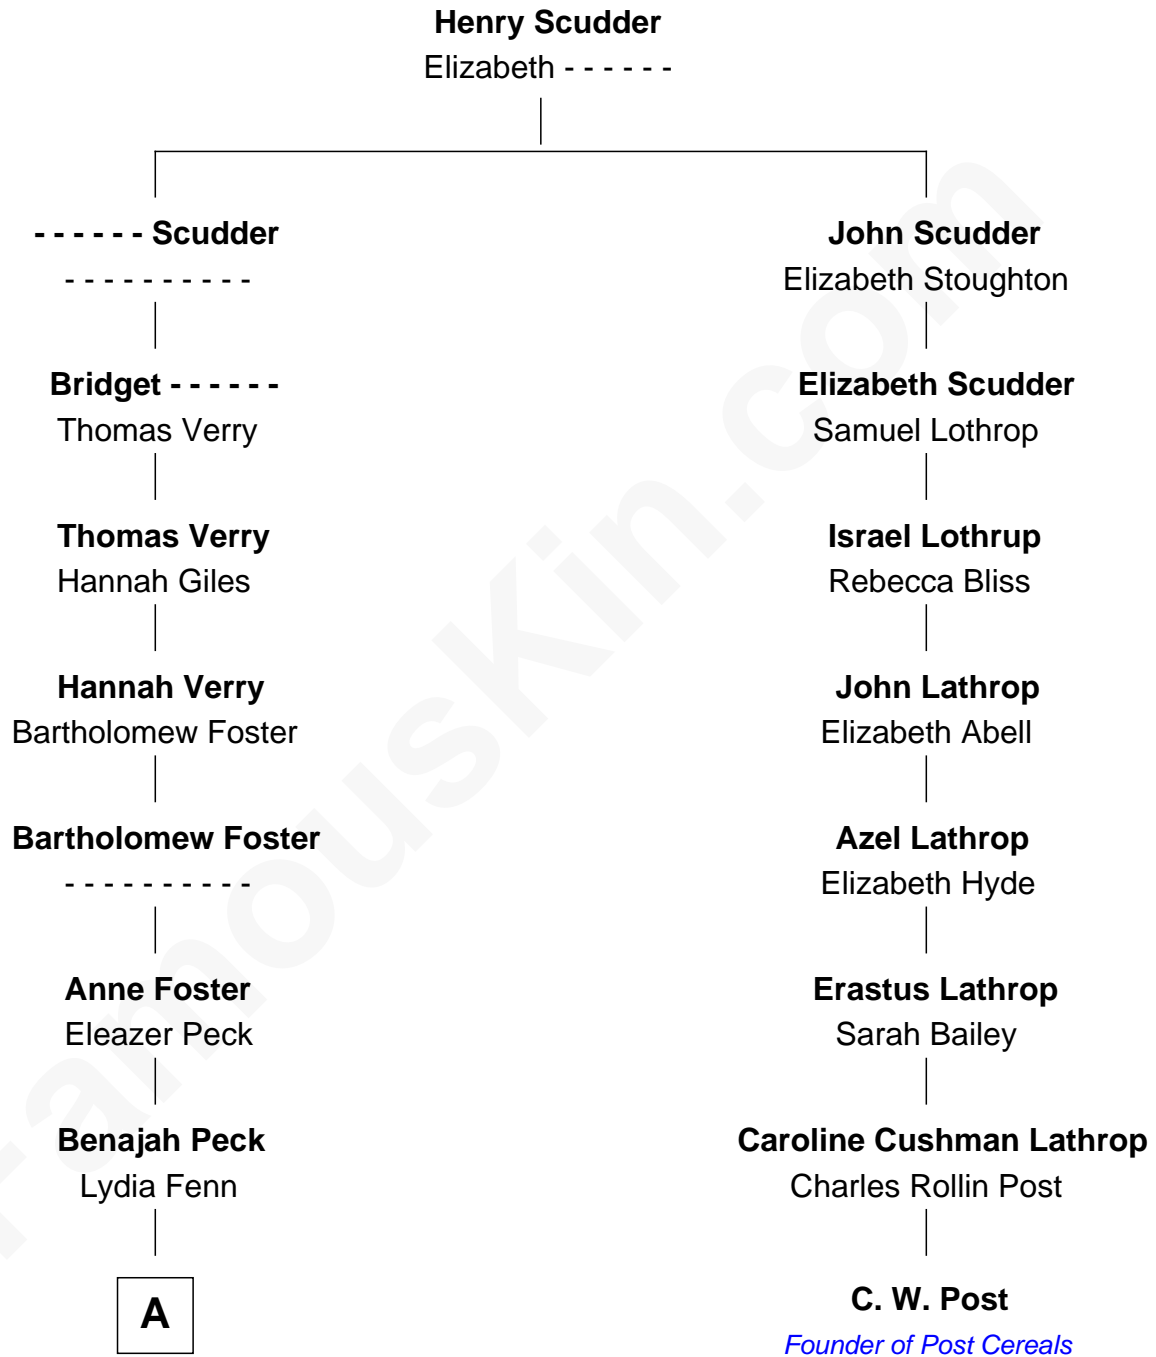 Henry Scudder
Elizabeth - - - - - -
- - - - - - Scudder
- - - - - - - - - -
John Scudder
Elizabeth Stoughton
Bridget - - - - - -
Thomas Verry
Elizabeth Scudder
Samuel Lothrop
Thomas Verry
Hannah Giles
Israel Lothrup
Rebecca Bliss
Hannah Verry
Bartholomew Foster
John Lathrop
Elizabeth Abell
Bartholomew Foster
- - - - - - - - - -
Azel Lathrop
Elizabeth Hyde
Anne Foster
Eleazer Peck
Erastus Lathrop
Sarah Bailey
Benajah Peck
Lydia Fenn
Caroline Cushman Lathrop
Charles Rollin Post
A
C. W. Post
Founder of Post Cereals
FamousKin.com